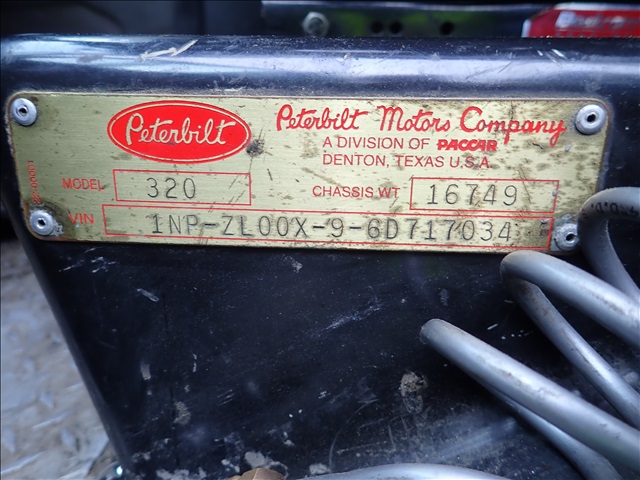 Peterbilt
Peterbilt Motors Company
A DIVISION OF PACCAR
DENTON, TEXAS U.S.A.
MODEL 320 CHASSIS WT 16749
VIN 1NP-ZL00X-9-6D717034